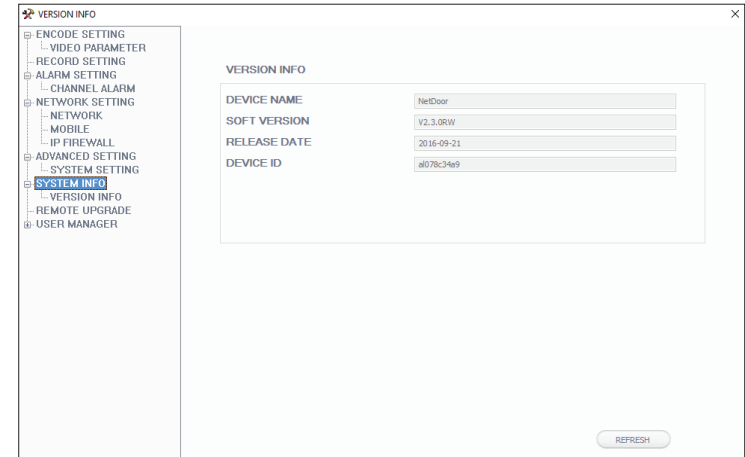 VERSION INFO
ENCODE SETTING
VIDEO PARAMETER
RECORD SETTING
ALARM SETTING
CHANNEL ALARM
NETWORK SETTING
NETWORK
MOBILE
IP FIREWALL
ADVANCED SETTING
SYSTEM SETTING
SYSTEM INFO
VERSION INFO
REMOTE UPGRADE
USER MANAGER
VERSION INFO
DEVICE NAME NetDoor
SOFT VERSION V2.3.0RW
RELEASE DATE 2016-09-21
DEVICE ID al078c34a9
REFRESH